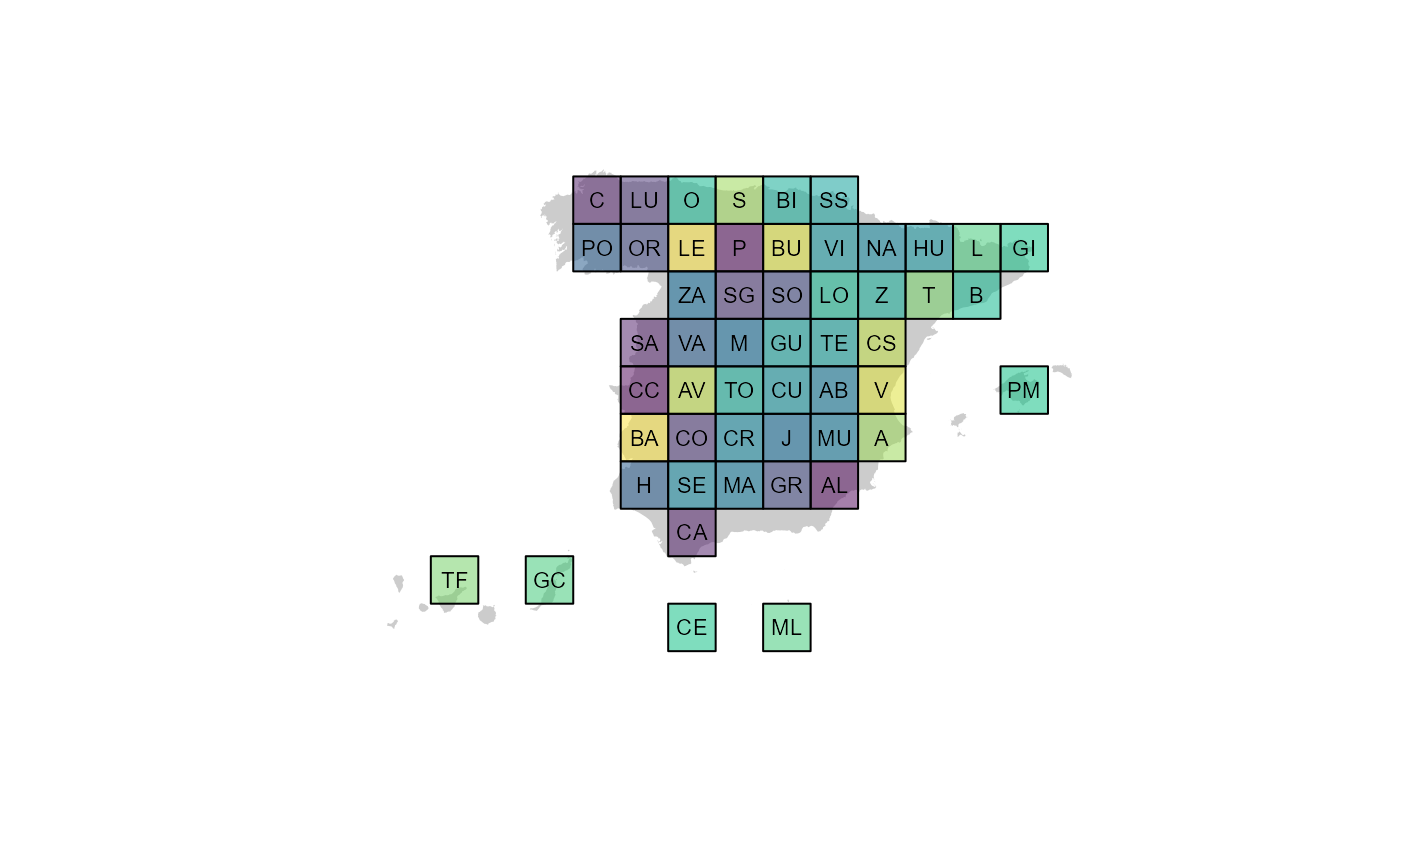 C LU O S BI SS
PO OR LE P BU VI NA HU L GI
ZA SG SO LO Z T B
SA VA M GU TE CS
CC AV TO CU AB V PM
BA CO CR J MU A
H SE MA GR AL
CA
TF GC
CE ML